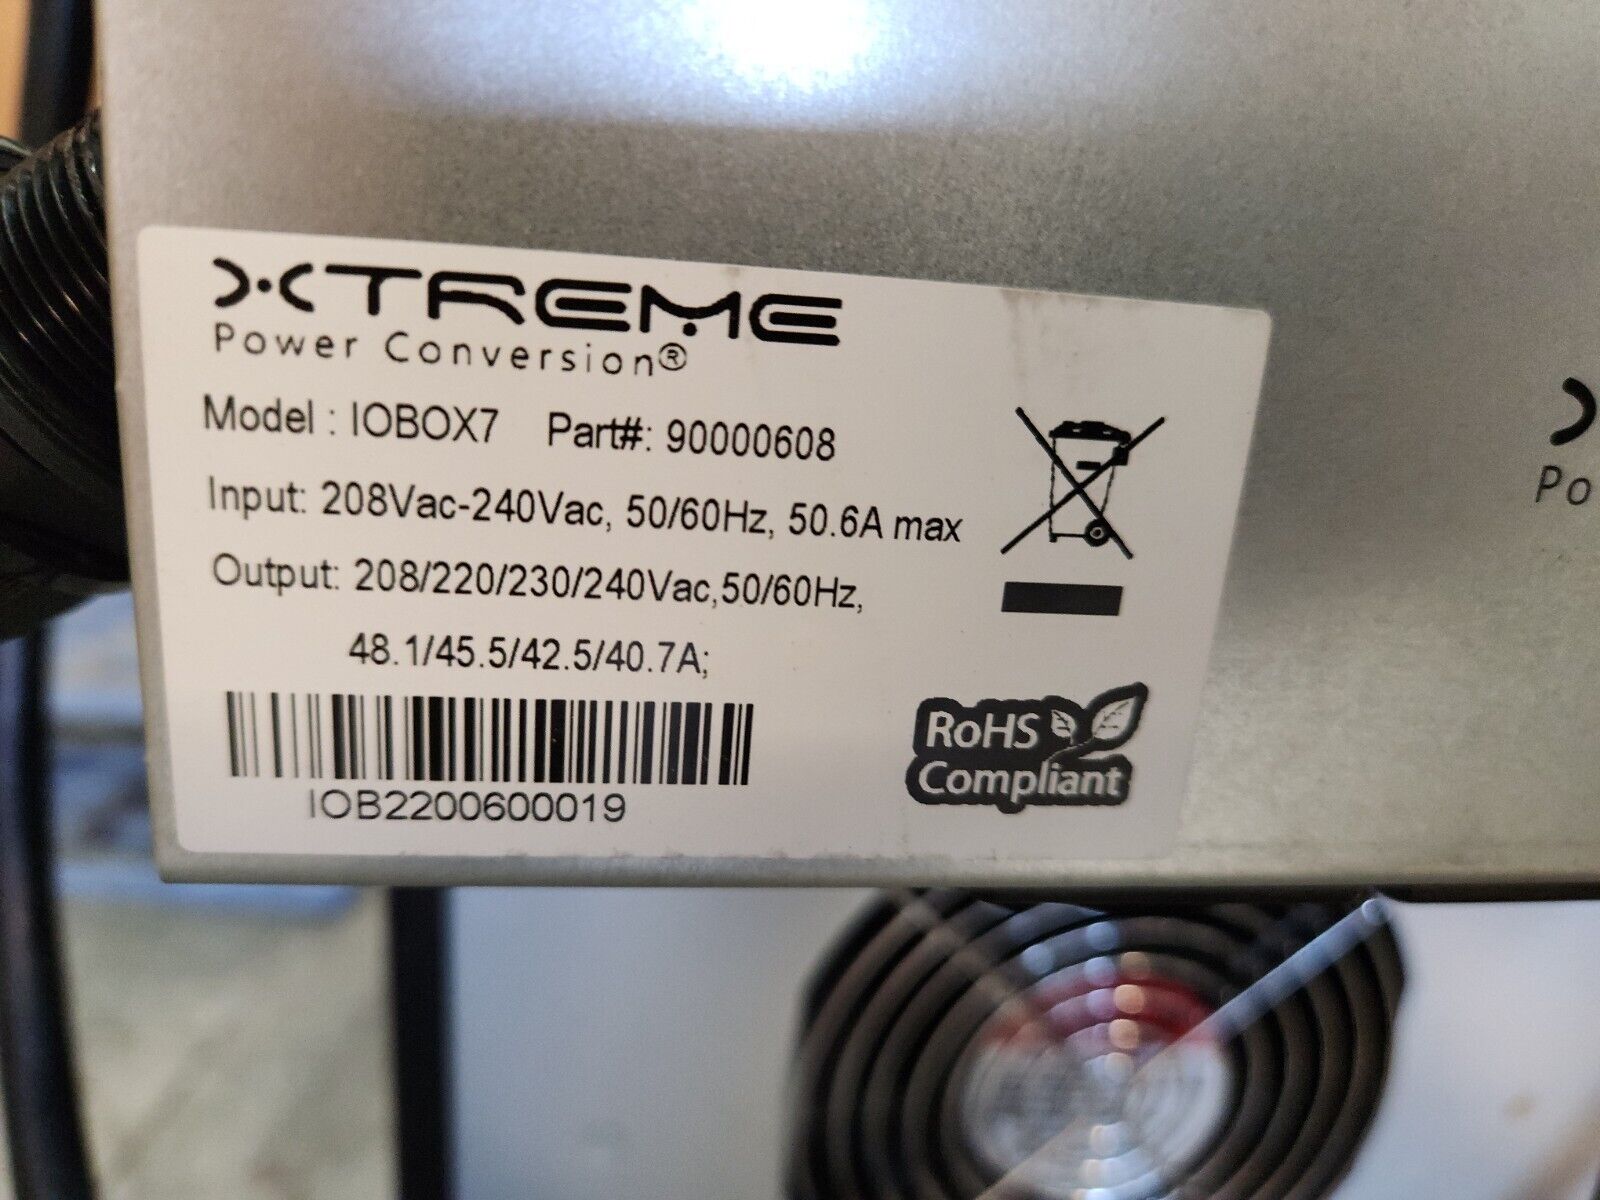 XTREME
Power Conversion®
Model : IOBOX7 Part#: 90000608
Input: 208Vac-240Vac, 50/60Hz, 50.6A max
Output: 208/220/230/240Vac,50/60Hz,
48.1/45.5/42.5/40.7A;
IOB2200600019
RoHS
Compliant
Po